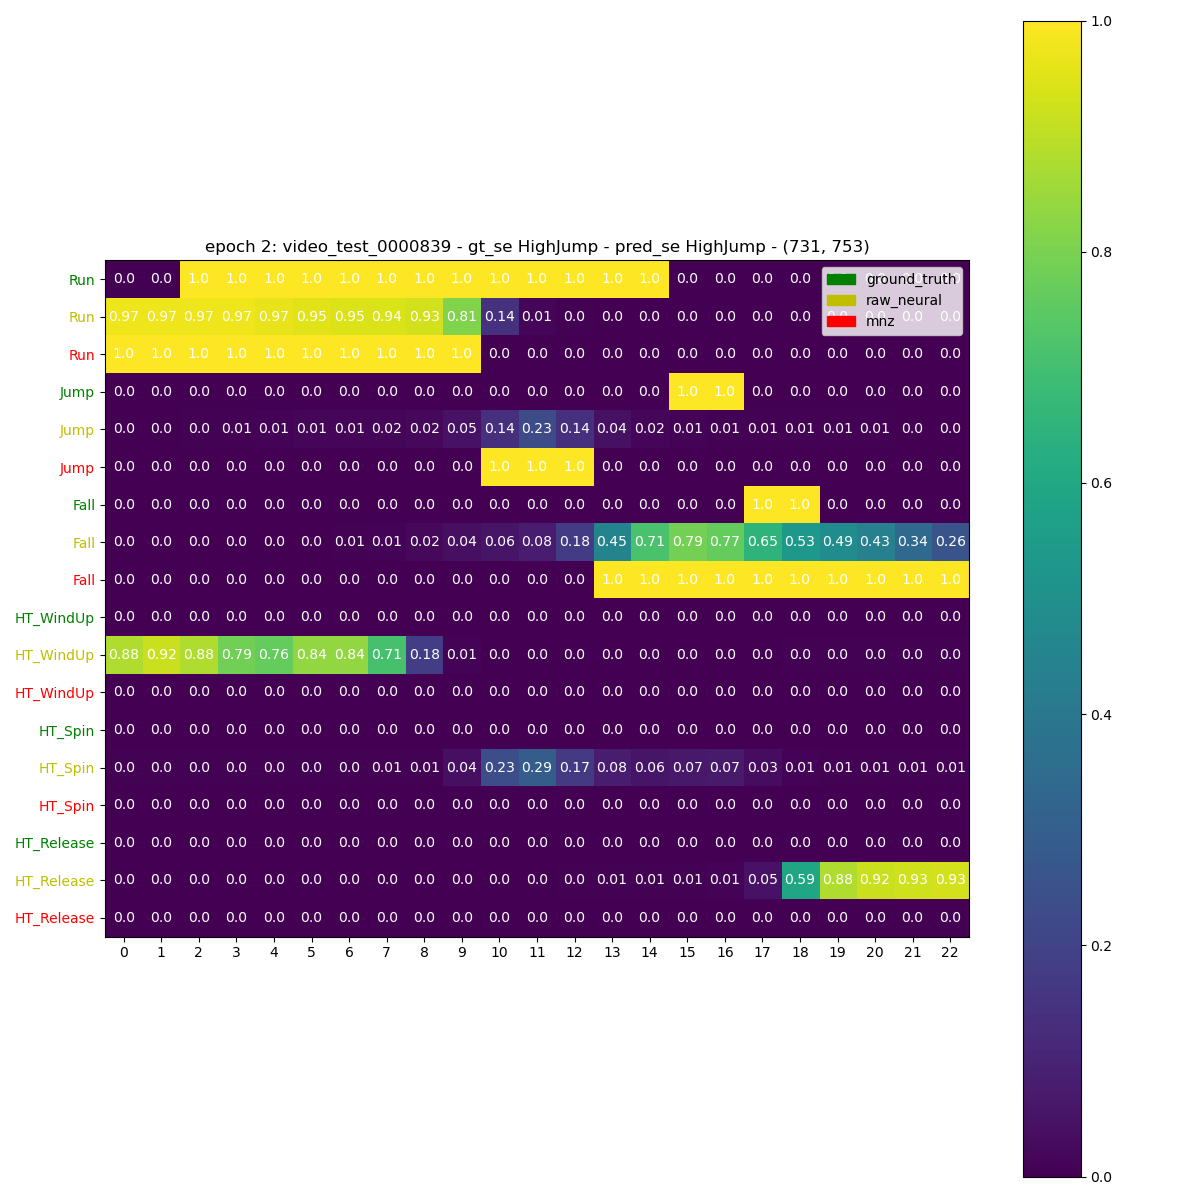 epoch 2: video_test_0000839 - gt_se HighJump - pred_se HighJump - (731, 753)
Run 0.0 0.0 1.0 1.0 1.0 1.0 1.0 1.0 1.0 1.0 1.0 1.0 1.0 1.0 1.0 0.0 0.0 0.0 0.0
Run 0.97 0.97 0.97 0.97 0.97 0.95 0.95 0.94 0.93 0.81 0.14 0.01 0.0 0.0 0.0 0.0 0.0 0.0 0.0
ground_truth
raw_neural
mnz
Run 1.0 1.0 1.0 1.0 1.0 1.0 1.0 1.0 1.0 1.0 0.0 0.0 0.0 0.0 0.0 0.0 0.0 0.0 0.0 0.0 0.0 0.0 0.0
Jump 0.0 0.0 0.0 0.0 0.0 0.0 0.0 0.0 0.0 0.0 0.0 0.0 0.0 0.0 0.0 1.0 1.0 0.0 0.0 0.0 0.0 0.0 0.0
Jump 0.0 0.0 0.0 0.01 0.01 0.01 0.01 0.02 0.02 0.05 0.14 0.23 0.14 0.04 0.02 0.01 0.01 0.01 0.01 0.01 0.01 0.0 0.0
Jump 0.0 0.0 0.0 0.0 0.0 0.0 0.0 0.0 0.0 0.0 1.0 1.0 1.0 0.0 0.0 0.0 0.0 0.0 0.0 0.0 0.0 0.0 0.0
Fall 0.0 0.0 0.0 0.0 0.0 0.0 0.0 0.0 0.0 0.0 0.0 0.0 0.0 0.0 0.0 0.0 0.0 1.0 1.0 0.0 0.0 0.0 0.0
Fall 0.0 0.0 0.0 0.0 0.0 0.0 0.01 0.01 0.02 0.04 0.06 0.08 0.18 0.45 0.71 0.79 0.77 0.65 0.53 0.49 0.43 0.34 0.26
Fall 0.0 0.0 0.0 0.0 0.0 0.0 0.0 0.0 0.0 0.0 0.0 0.0 0.0 1.0 1.0 1.0 1.0 1.0 1.0 1.0 1.0 1.0 1.0
HT_WindUp 0.0 0.0 0.0 0.0 0.0 0.0 0.0 0.0 0.0 0.0 0.0 0.0 0.0 0.0 0.0 0.0 0.0 0.0 0.0 0.0 0.0 0.0 0.0
HT_WindUp 0.88 0.92 0.88 0.79 0.76 0.84 0.84 0.71 0.18 0.01 0.0 0.0 0.0 0.0 0.0 0.0 0.0 0.0 0.0 0.0 0.0 0.0 0.0
HT_WindUp 0.0 0.0 0.0 0.0 0.0 0.0 0.0 0.0 0.0 0.0 0.0 0.0 0.0 0.0 0.0 0.0 0.0 0.0 0.0 0.0 0.0 0.0 0.0
HT_Spin 0.0 0.0 0.0 0.0 0.0 0.0 0.0 0.0 0.0 0.0 0.0 0.0 0.0 0.0 0.0 0.0 0.0 0.0 0.0 0.0 0.0 0.0 0.0
HT_Spin 0.0 0.0 0.0 0.0 0.0 0.0 0.0 0.01 0.01 0.04 0.23 0.29 0.17 0.08 0.06 0.07 0.07 0.03 0.01 0.01 0.01 0.01 0.01
HT_Spin 0.0 0.0 0.0 0.0 0.0 0.0 0.0 0.0 0.0 0.0 0.0 0.0 0.0 0.0 0.0 0.0 0.0 0.0 0.0 0.0 0.0 0.0 0.0
HT_Release 0.0 0.0 0.0 0.0 0.0 0.0 0.0 0.0 0.0 0.0 0.0 0.0 0.0 0.0 0.0 0.0 0.0 0.0 0.0 0.0 0.0 0.0 0.0
HT_Release 0.0 0.0 0.0 0.0 0.0 0.0 0.0 0.0 0.0 0.0 0.0 0.0 0.0 0.01 0.01 0.01 0.01 0.05 0.59 0.88 0.92 0.93 0.93
HT_Release 0.0 0.0 0.0 0.0 0.0 0.0 0.0 0.0 0.0 0.0 0.0 0.0 0.0 0.0 0.0 0.0 0.0 0.0 0.0 0.0 0.0 0.0 0.0
0 1 2 3 4 5 6 7 8 9 10 11 12 13 14 15 16 17 18 19 20 21 22
1.0
0.8
0.6
0.4
0.2
0.0